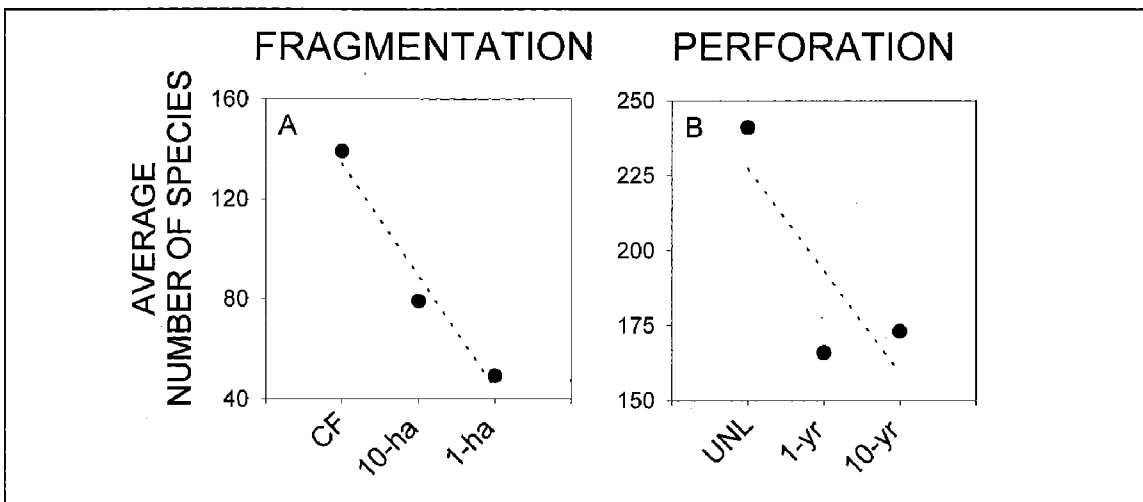 FRAGMENTATION
PERFORATION
AVERAGE
NUMBER OF SPECIES
A
160
120
80
40
CF
10-ha
1-ha
B
250
225
200
175
150
UNL
1-yr
10-yr